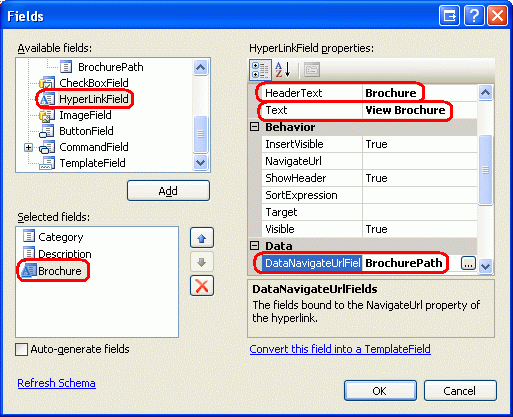 Fields
Available fields:
BrochurePath
CheckBoxField
HyperLinkField
ImageField
ButtonField
CommandField
TemplateField
Add
Selected fields:
Category
Description
Brochure
Auto-generate fields
Refresh Schema
HyperLinkField properties:
HeaderText Brochure
Text View Brochure
Behavior
InsertVisible True
NavigateUrl
ShowHeader True
SortExpression
Target
Visible True
Data
DataNavigateUrlFiel BrochurePath ...
DataNavigateUrlFields
The fields bound to the NavigateUrl property of
the hyperlink.
Convert this field into a TemplateField
OK Cancel